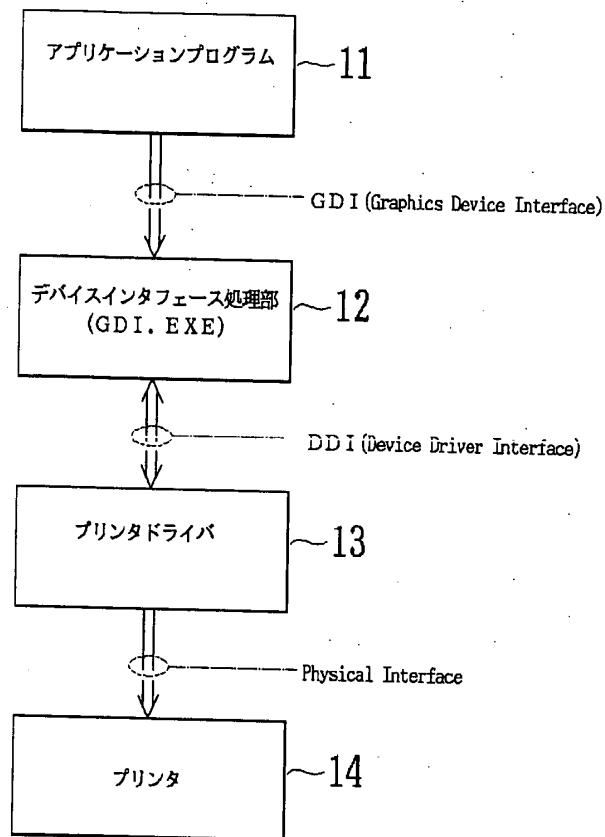 アプリケーションプログラム
11
GDI(Graphics Device Interface)
デバイスインタフェース処理部
(GDI.EXE)
12
DDI(Device Driver Interface)
プリンタドライバ
13
Physical Interface
プリンタ
14